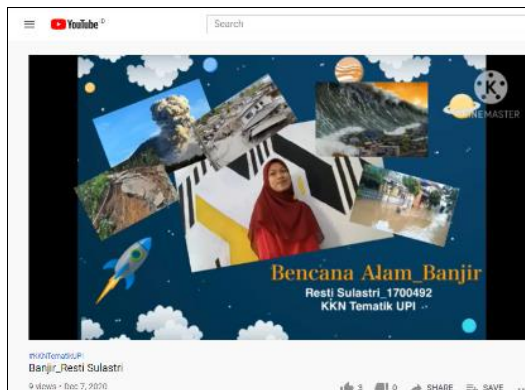 YouTube ID
Search
KINEMASTER
Bencana Alam_Banjir
Resti Sulastri_1700492
KKN Tematik UPI
#KKNTematikUPI
Banjir_Resti Sulastri
9 views • Dec 7, 2020
3
0
SHARE
SAVE